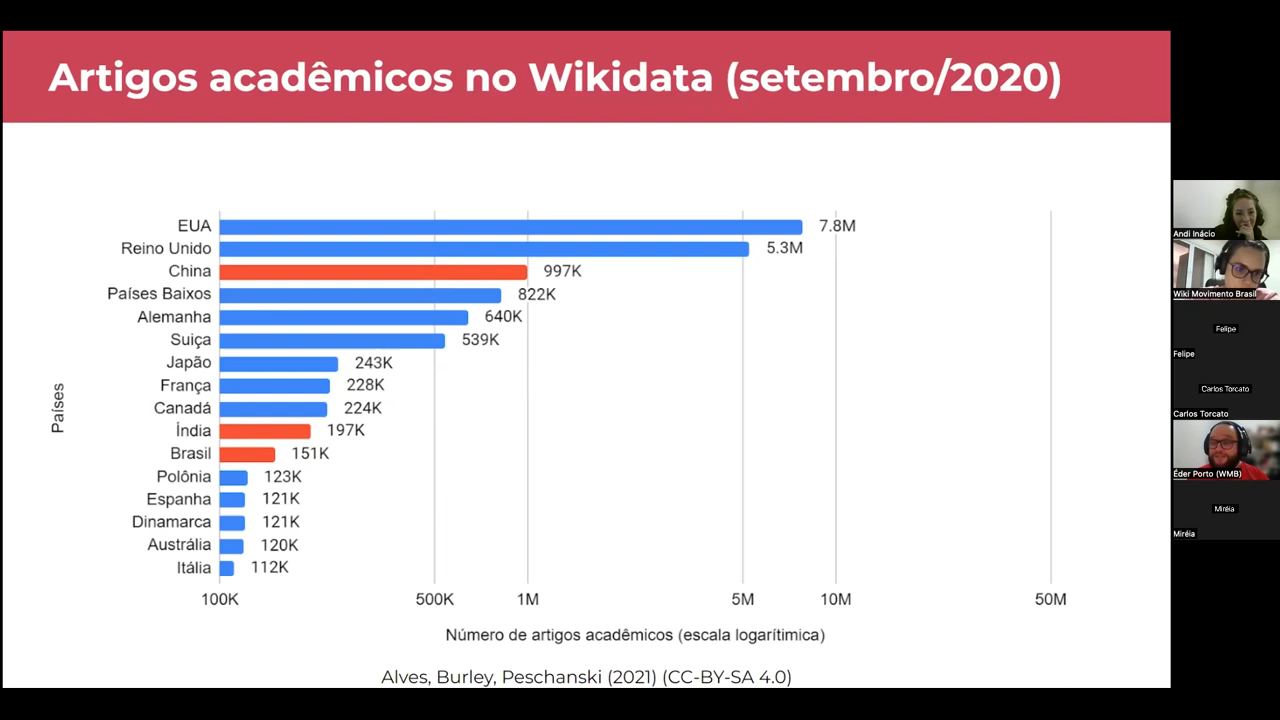 Artigos acadêmicos no Wikidata (setembro/2020)
EUA 7.8M
Reino Unido 5.3M
China 997K
Países Baixos 822K
Alemanha 640K
Suiça 539K
Japão 243K
França 228K
Canadá 224K
Índia 197K
Brasil 151K
Polônia 123K
Espanha 121K
Dinamarca 121K
Austrália 120K
Itálía 112K
Países
100K 500K 1M 5M 10M 50M
Número de artigos acadêmicos (escala logarítimica)
Alves, Burley, Peschanski (2021) (CC-BY-SA 4.0)
Andi Inácio
Wiki Movimento Brasil
Felipe
Felipe
Carlos Torcato
Carlos Torcato
Éder Porto (WMB)
Miréia
Miréia